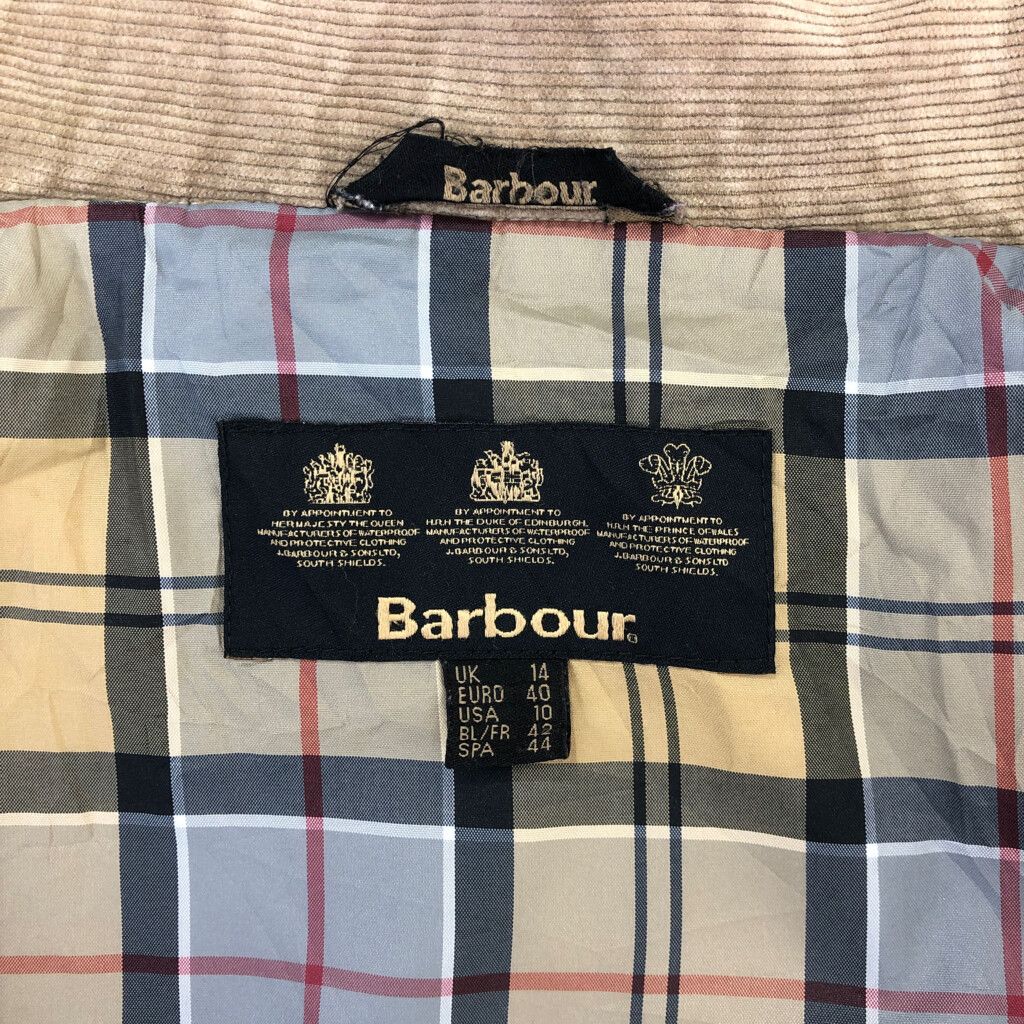 Barbour
BY APPOINTMENT TO
HER MAJESTY THE QUEEN
MANUFACTURERS OF WATERPROOF
AND PROTECTIVE CLOTHING
J.BARBOUR & SONS LTD,
SOUTH SHIELDS.
BY APPOINTMENT TO
H.R.H THE DUKE OF EDINBURGH.
MANUFACTURERS OF WATERPROOF
AND PROTECTIVE CLOTHING
J.BARBOUR & SONS LTD,
SOUTH SHIELDS.
BY APPOINTMENT TO
H.R.H THE PRINCE OF WALES
MANUFACTURERS OF WATERPROOF
AND PROTECTIVE CLOTHING
J.BARBOUR & SONS LTD
SOUTH SHIELDS.
Barbour
UK 14
EURO 40
USA 10
BL/FR 42
SPA 44